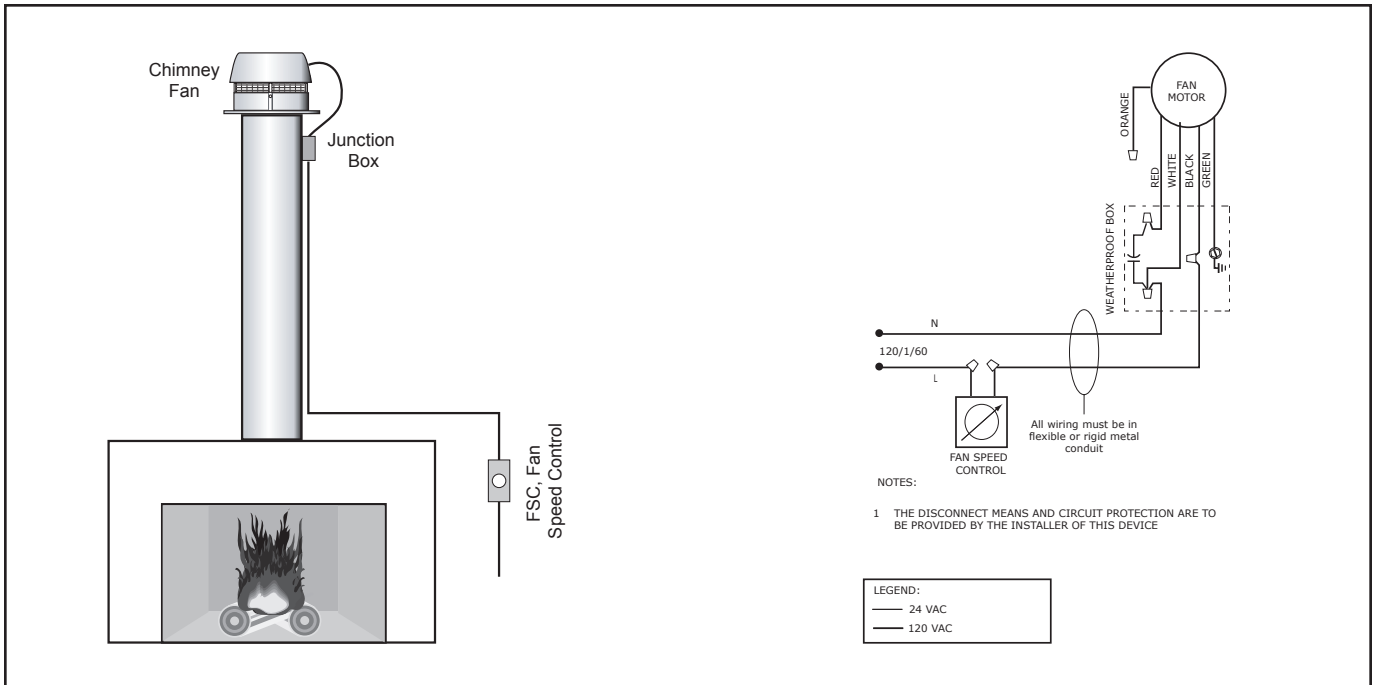 Chimney
Fan
Junction
Box
FSC, Fan
Speed Control
FAN
MOTOR
ORANGE
RED
WHITE
BLACK
GREEN
WEATHERPROOF BOX
N
120/1/60
L
FAN SPEED
CONTROL
All wiring must be in
flexible or rigid metal
conduit
NOTES:
1 THE DISCONNECT MEANS AND CIRCUIT PROTECTION ARE TO
BE PROVIDED BY THE INSTALLER OF THIS DEVICE
LEGEND:
24 VAC
120 VAC